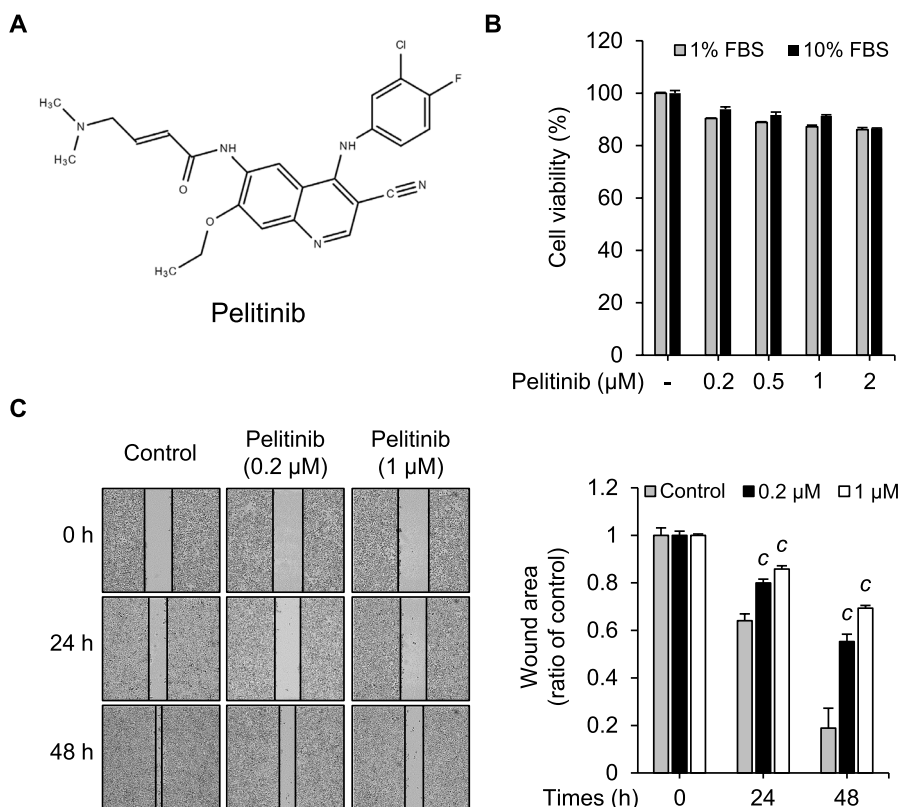 A
Cl
F
H₃C
N
CH₃
NH
NH
O
C
N
O
N
H₃C
Pelitinib
B
120
1% FBS
10% FBS
100
80
60
40
20
0
Cell viability (%)
Pelitinib (µM)
-
0.2
0.5
1
2
C
Control
Pelitinib
(0.2 µM)
Pelitinib
(1 µM)
0 h
24 h
48 h
1.2
Control
0.2 µM
1 µM
1
0.8
0.6
0.4
0.2
0
Wound area
(ratio of control)
c
c
c
c
Times (h)
0
24
48